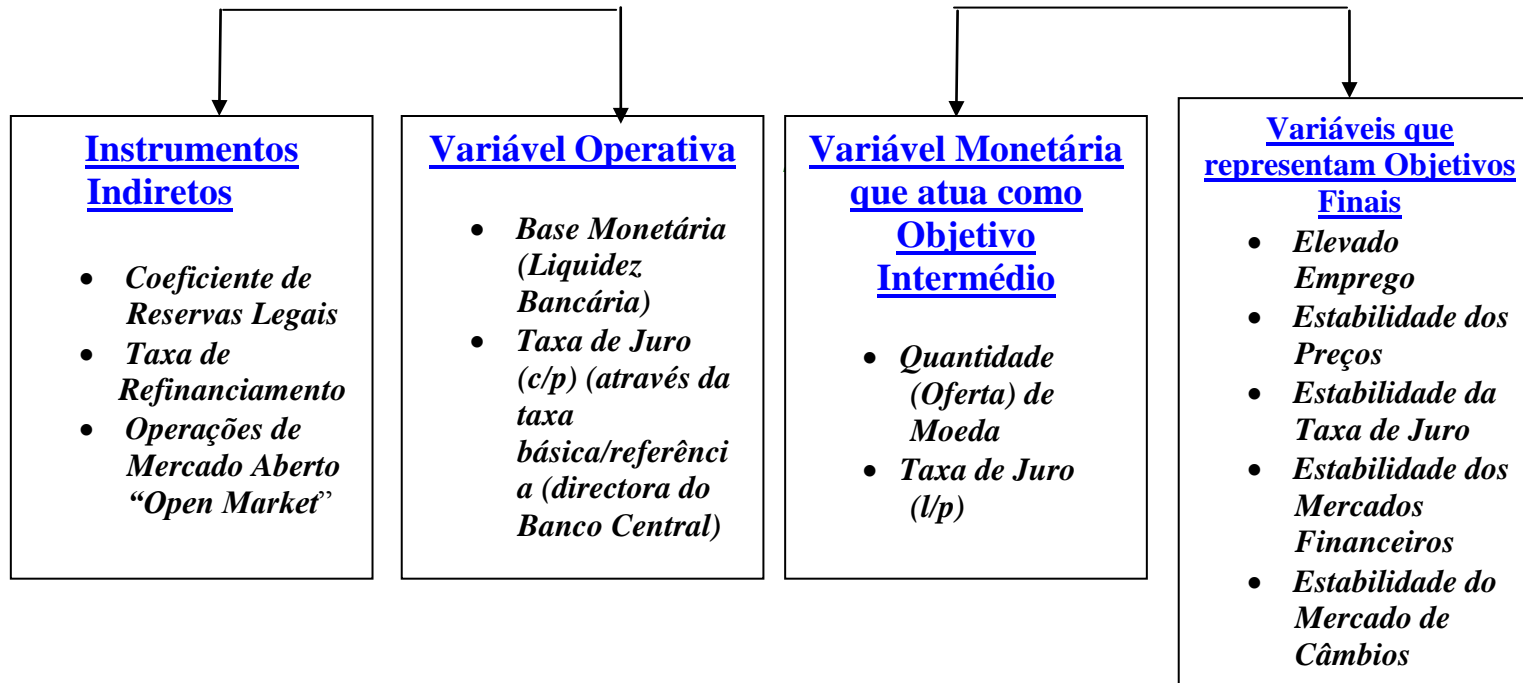 Instrumentos
Indiretos
• Coeficiente de
Reservas Legais
• Taxa de
Refinanciamento
• Operações de
Mercado Aberto
“Open Market”
Variável Operativa
• Base Monetária
(Liquidez
Bancária)
• Taxa de Juro
(c/p) (através da
taxa
básica/referênci
a (directora do
Banco Central)
Variável Monetária
que atua como
Objetivo
Intermédio
• Quantidade
(Oferta) de
Moeda
• Taxa de Juro
(l/p)
Variáveis que
representam Objetivos
Finais
• Elevado
Emprego
• Estabilidade dos
Preços
• Estabilidade da
Taxa de Juro
• Estabilidade dos
Mercados
Financeiros
• Estabilidade do
Mercado de
Câmbios